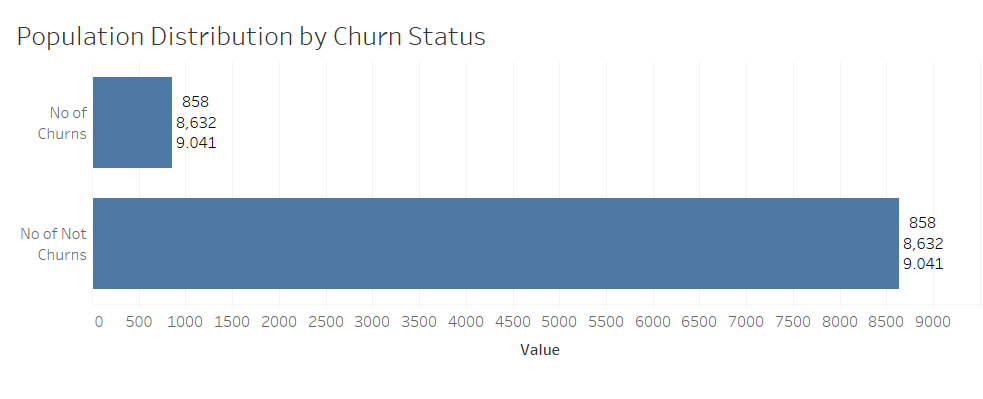 Population Distribution by Churn Status
No of
Churns
858
8,632
9.041
No of Not
Churns
858
8,632
9.041
0 500 1000 1500 2000 2500 3000 3500 4000 4500 5000 5500 6000 6500 7000 7500 8000 8500 9000
Value